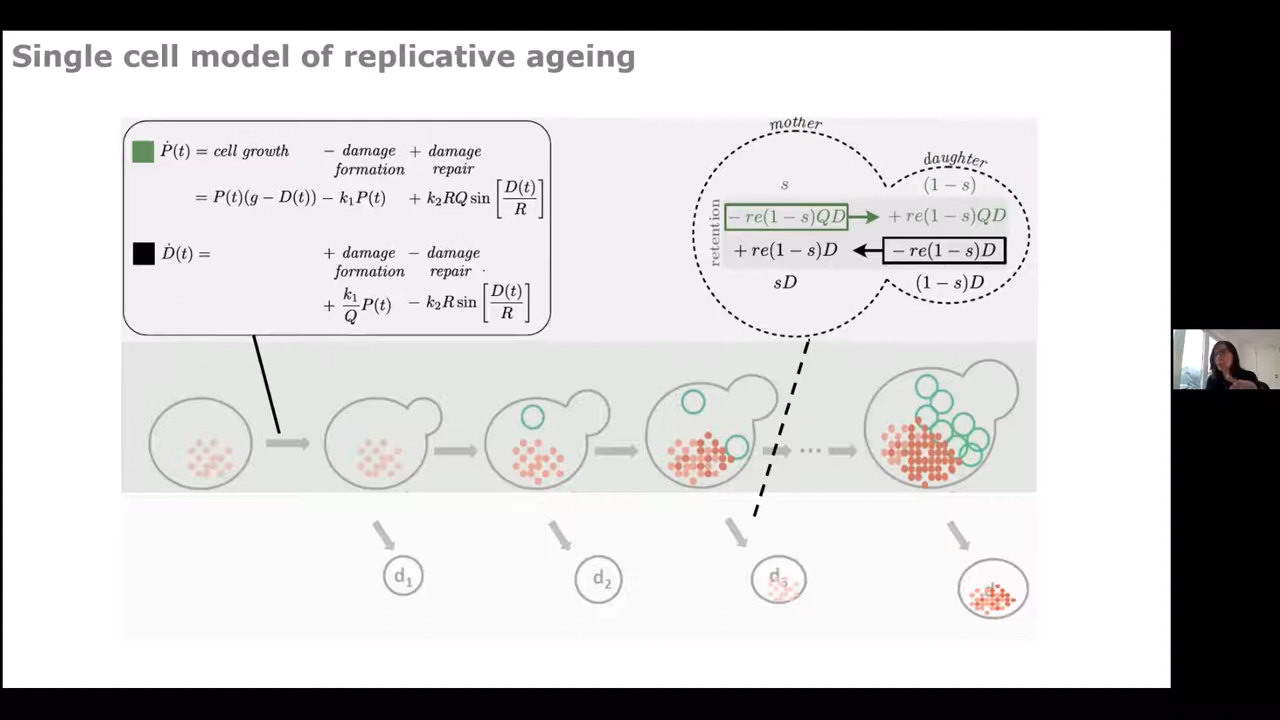 Single cell model of replicative ageing
Ṗ(t) = cell growth − damage formation + damage repair
= P(t)(g − D(t)) − k₁P(t) + k₂RQ sin [D(t)/R]
Ḋ(t) = + damage formation − damage repair
+ k₁/Q P(t) − k₂R sin [D(t)/R]
mother
daughter
s (1 − s)
retention
− re(1 − s)QD + re(1 − s)QD
+ re(1 − s)D − re(1 − s)D
sD (1 − s)D
...
d₁ d₂ d₃